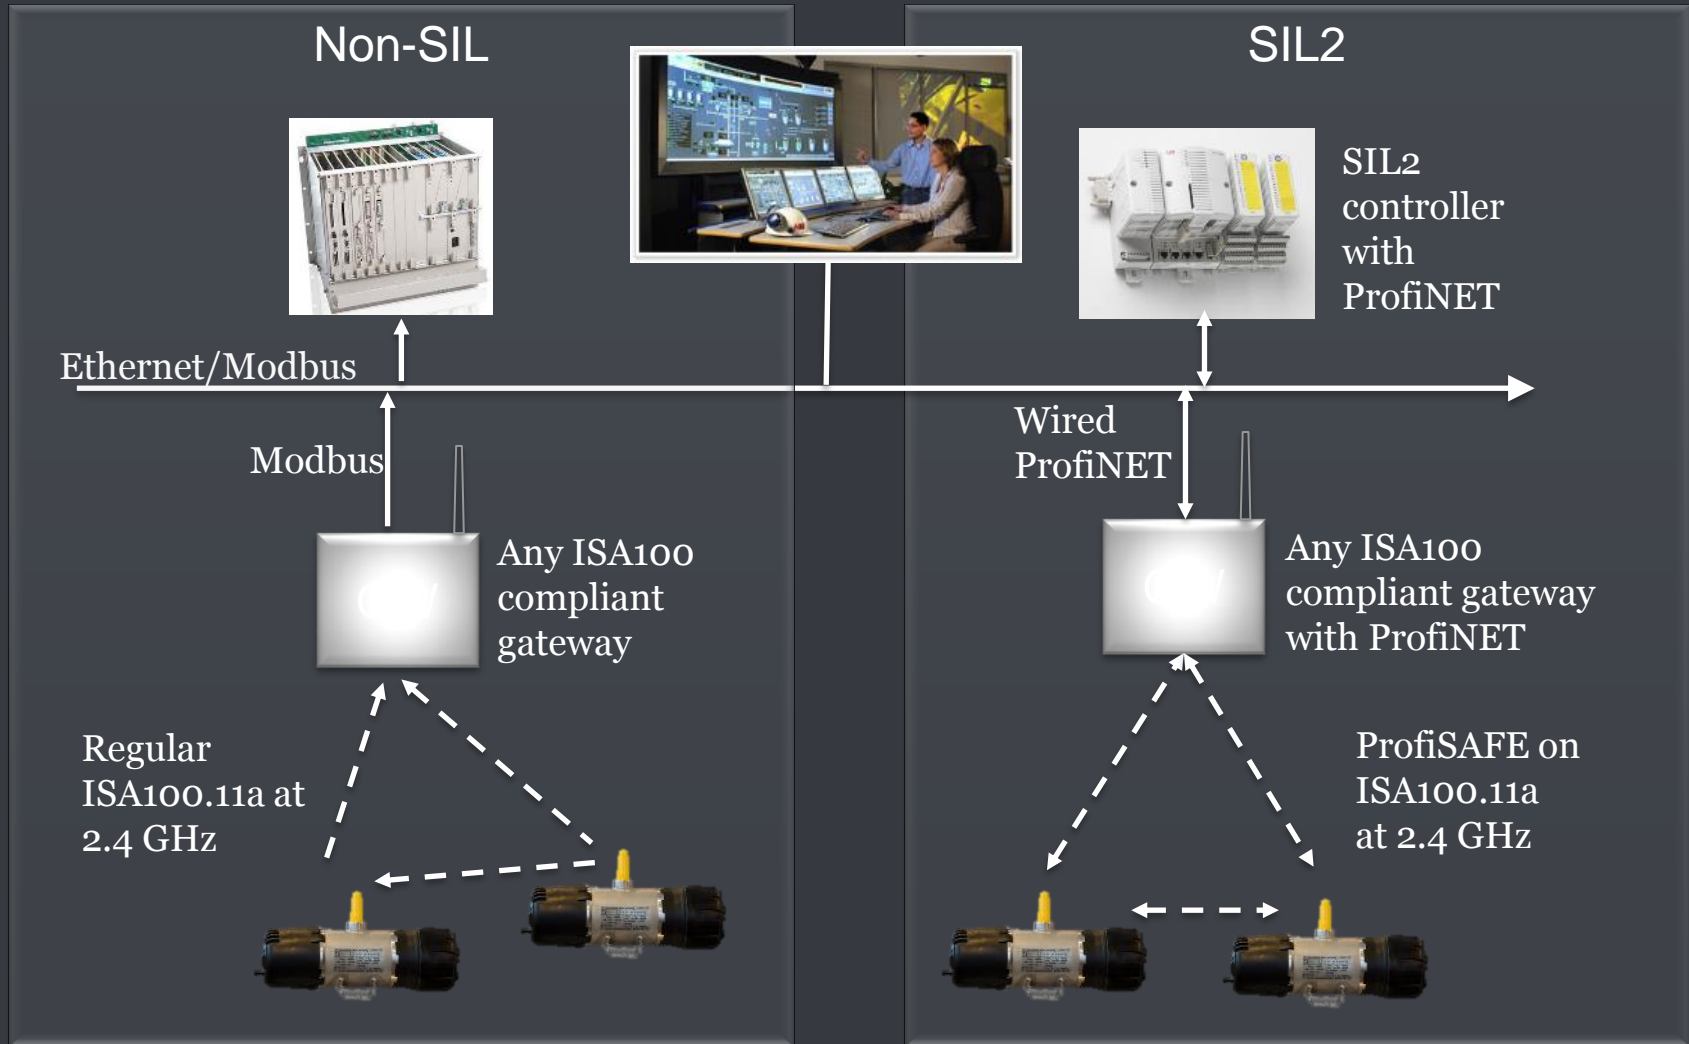 Non-SIL
SIL2
SIL2
controller
with
ProfiNET
Ethernet/Modbus
Modbus
Wired
ProfiNET
Any ISA100
compliant
gateway
Any ISA100
compliant gateway
with ProfiNET
Regular
ISA100.11a at
2.4 GHz
ProfiSAFE on
ISA100.11a
at 2.4 GHz